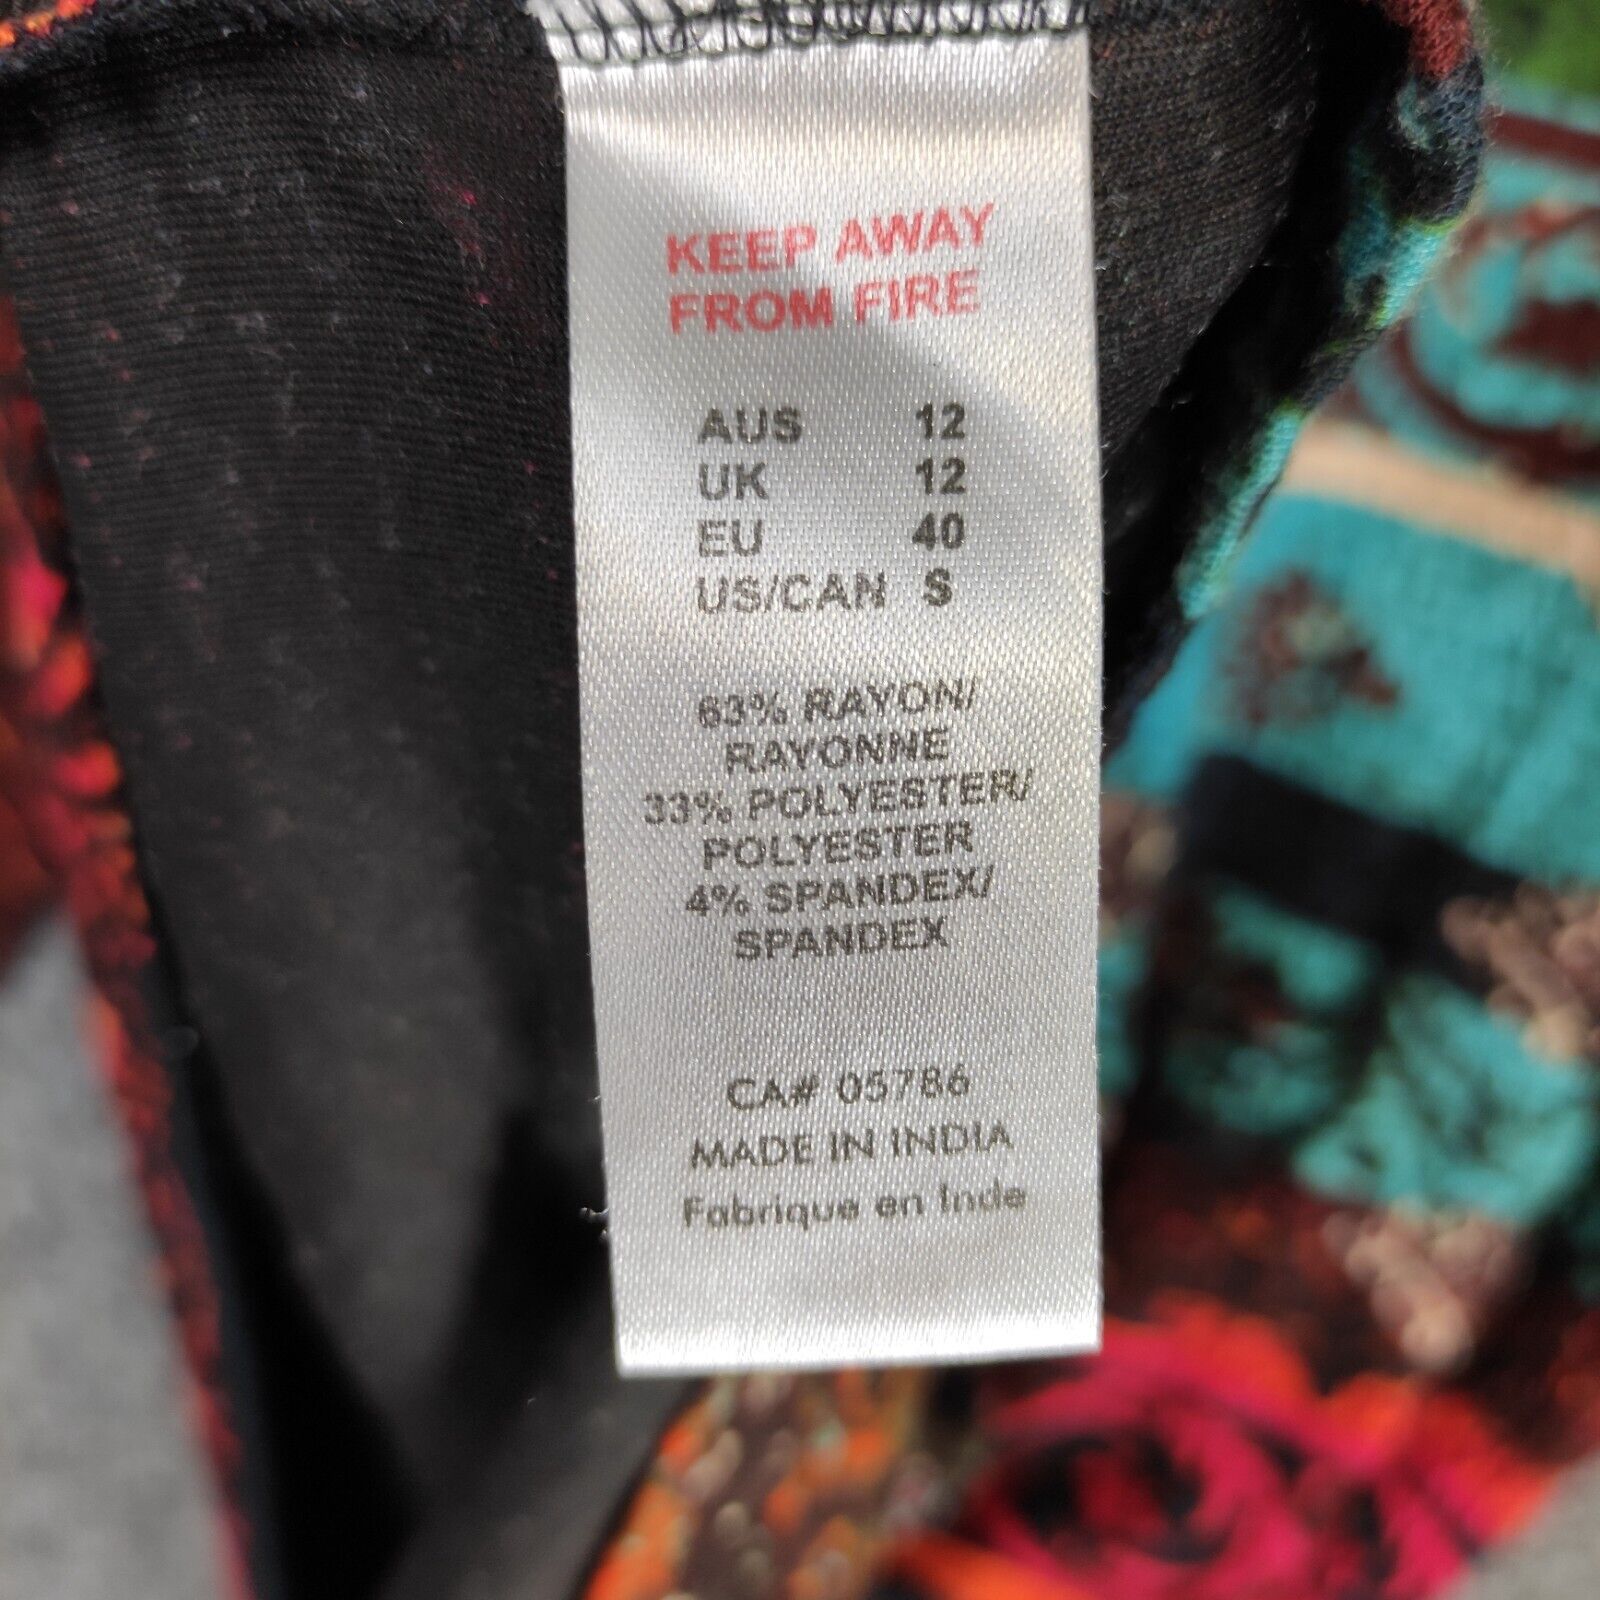 KEEP AWAY
FROM FIRE
AUS 12
UK 12
EU 40
US/CAN S
63% RAYON/
RAYONNE
33% POLYESTER/
POLYESTER
4% SPANDEX/
SPANDEX
CA# 05786
MADE IN INDIA
Fabrique en Inde